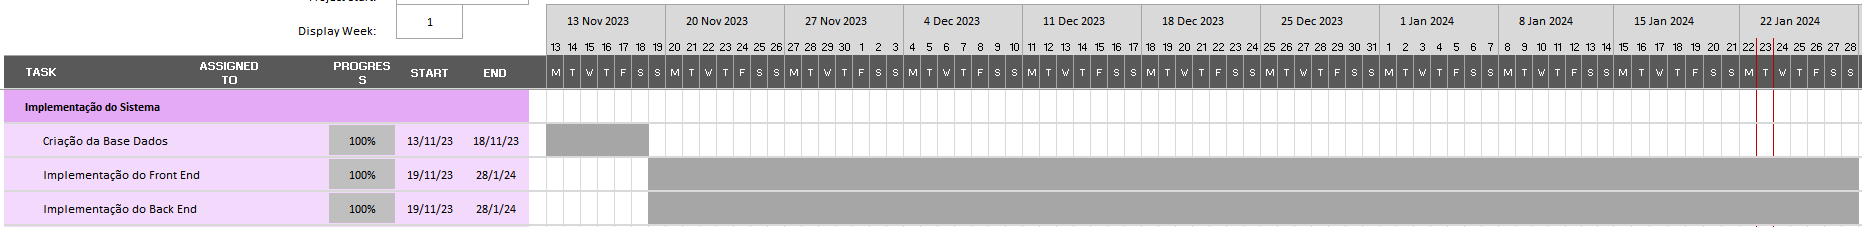 Project Start:
Display Week: 1
13 Nov 2023 20 Nov 2023 27 Nov 2023 4 Dec 2023 11 Dec 2023 18 Dec 2023 25 Dec 2023 1 Jan 2024 8 Jan 2024 15 Jan 2024 22 Jan 2024
13 14 15 16 17 18 19 20 21 22 23 24 25 26 27 28 29 30 1 2 3 4 5 6 7 8 9 10 11 12 13 14 15 16 17 18 19 20 21 22 23 24 25 26 27 28 29 30 31 1 2 3 4 5 6 7 8 9 10 11 12 13 14 15 16 17 18 19 20 21 22 23 24 25 26 27 28
TASK ASSIGNED TO PROGRESS START END M T W T F S S M T W T F S S M T W T F S S M T W T F S S M T W T F S S M T W T F S S M T W T F S S M T W T F S S M T W T F S S M T W T F S S M T W T F S S
Implementação do Sistema
Criação da Base Dados 100% 13/11/23 18/11/23
Implementação do Front End 100% 19/11/23 28/1/24
Implementação do Back End 100% 19/11/23 28/1/24